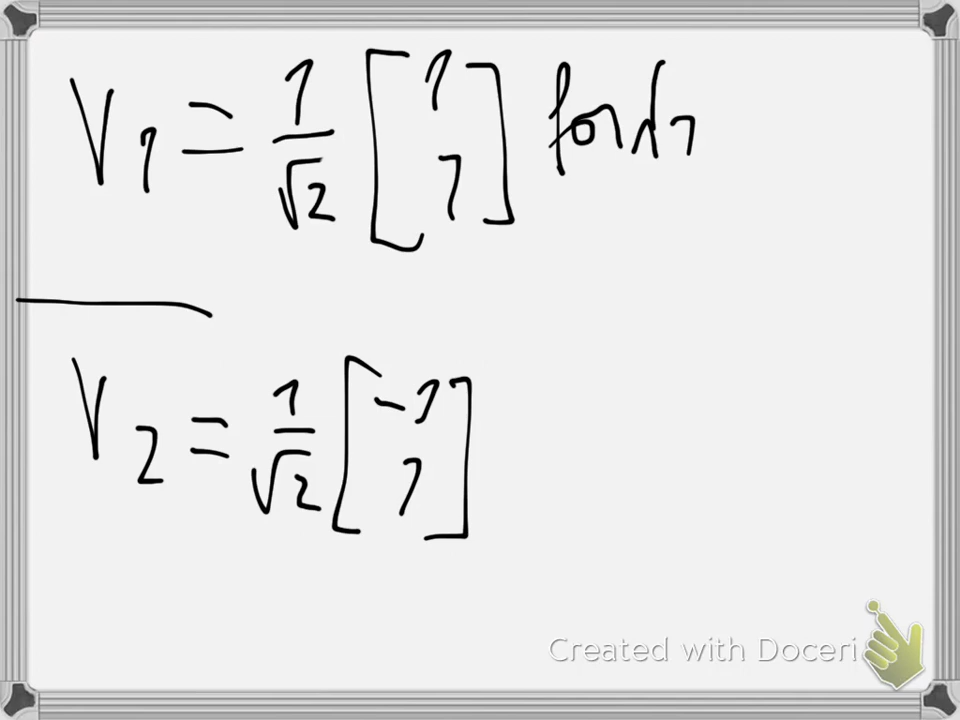 V₁ = 1/√2 [1 1] for λ₁
V₂ = 1/√2 [-1 1]
Created with Doceri